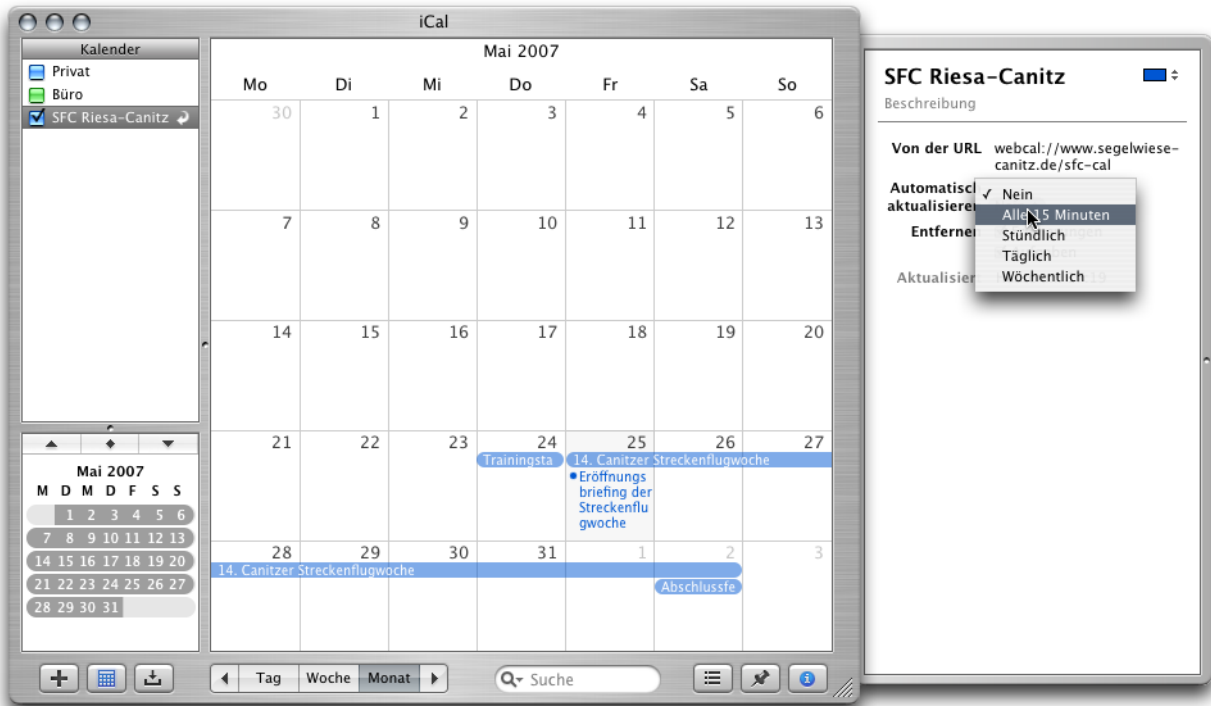 iCal
Kalender
Privat
Büro
SFC Riesa-Canitz
Mai 2007
Mo Di Mi Do Fr Sa So
30 1 2 3 4 5 6
7 8 9 10 11 12 13
14 15 16 17 18 19 20
21 22 23 24 25 26 27
Trainingsta 14. Canitzer Streckenflugwoche
Eröffnungs
briefing der
Streckenflu
gwoche
28 29 30 31 1 2 3
14. Canitzer Streckenflugwoche
Abschlussfe
Mai 2007
M D M D F S S
1 2 3 4 5 6
7 8 9 10 11 12 13
14 15 16 17 18 19 20
21 22 23 24 25 26 27
28 29 30 31
Tag Woche Monat
Suche
SFC Riesa-Canitz
Beschreibung
Von der URL webcal://www.segelwiese-
canitz.de/sfc-cal
Automatisch
aktualisieren
Entfernen
Aktualisier
Nein
Alle 15 Minuten
Stündlich
Täglich
Wöchentlich